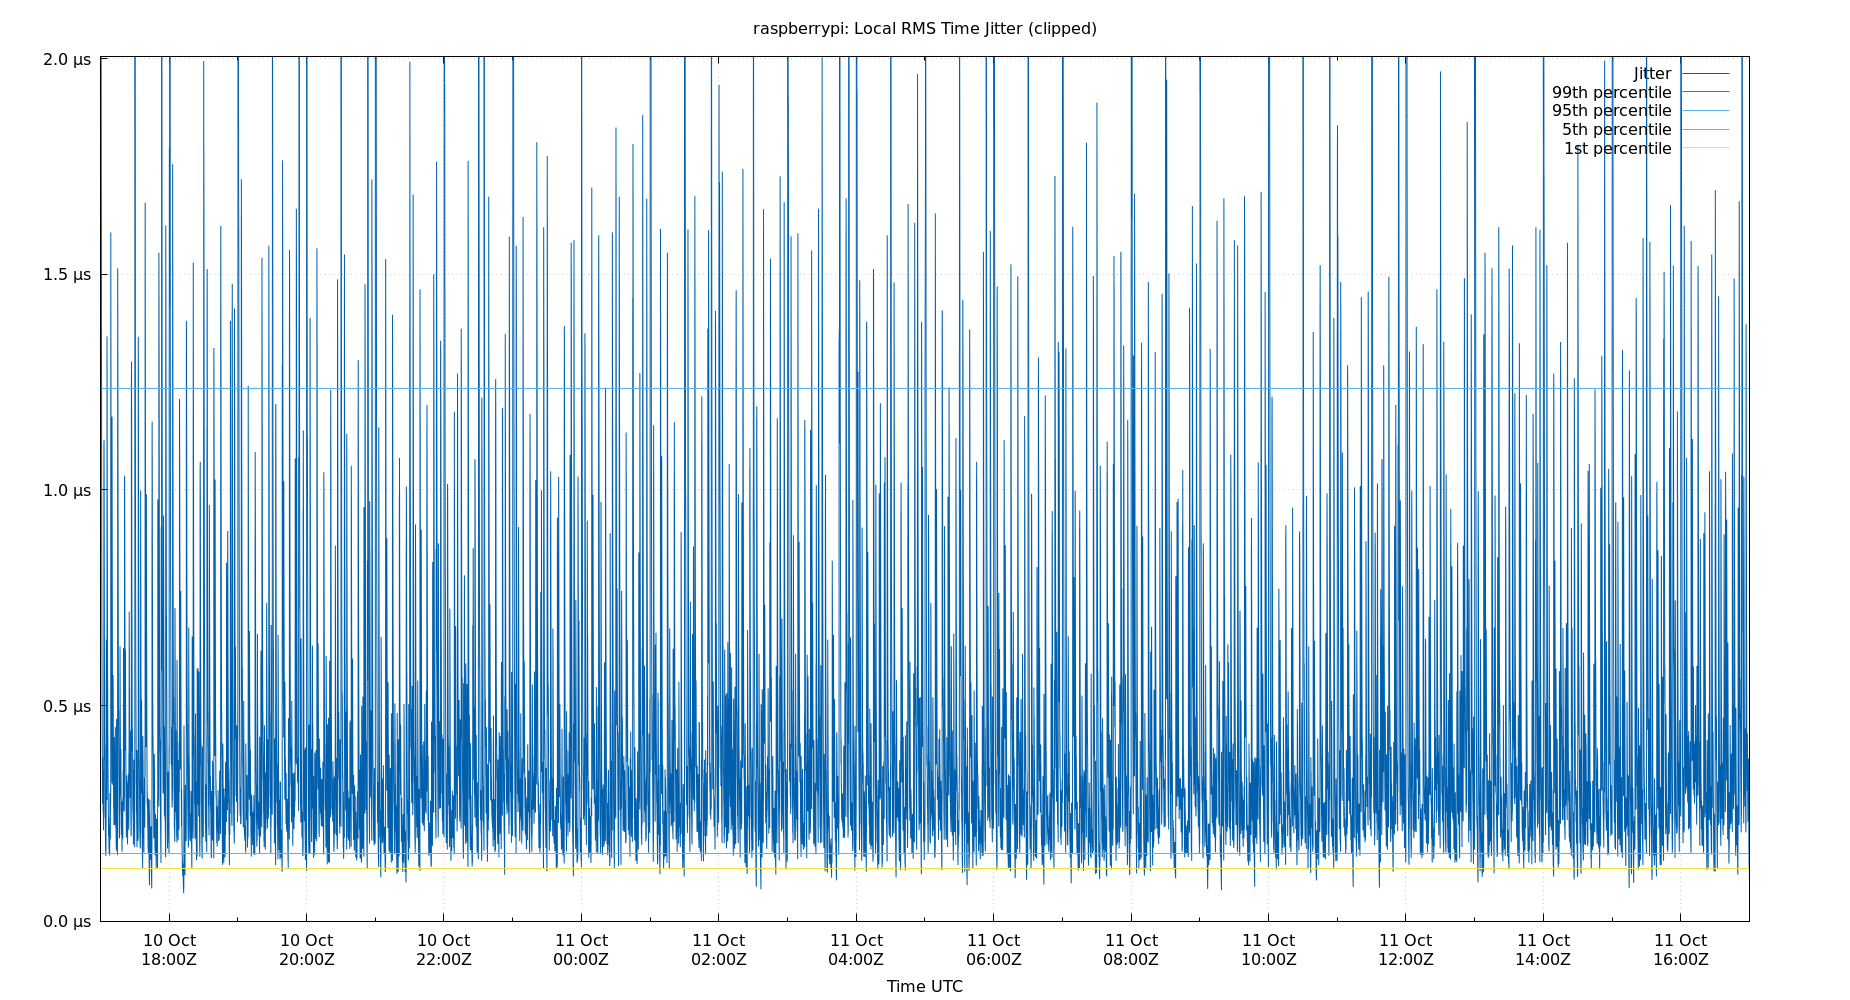 raspberrypi: Local RMS Time Jitter (clipped)
2.0 µs
1.5 µs
1.0 µs
0.5 µs
0.0 µs
Jitter
99th percentile
95th percentile
5th percentile
1st percentile
10 Oct 10 Oct 10 Oct 11 Oct 11 Oct 11 Oct 11 Oct 11 Oct 11 Oct 11 Oct 11 Oct 11 Oct
18:00Z 20:00Z 22:00Z 00:00Z 02:00Z 04:00Z 06:00Z 08:00Z 10:00Z 12:00Z 14:00Z 16:00Z
Time UTC